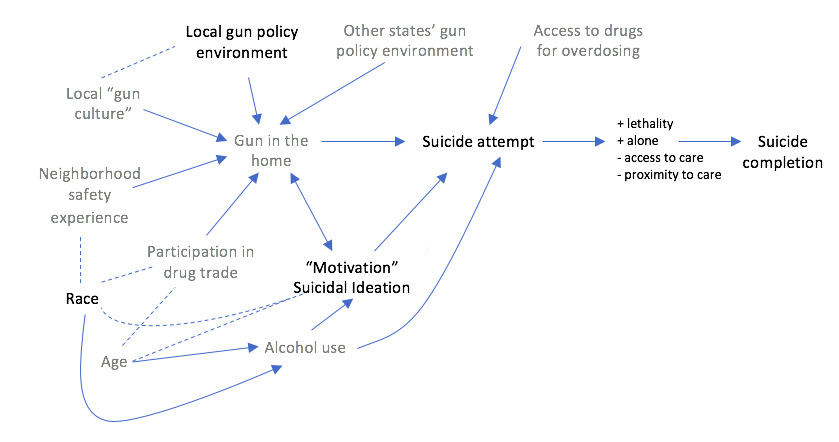 Local gun policy
environment
Other states’ gun
policy environment
Access to drugs
for overdosing
Local “gun
culture”
Gun in the
home
Suicide attempt
+ lethality
+ alone
- access to care
- proximity to care
Suicide
completion
Neighborhood
safety
experience
Participation in
drug trade
“Motivation”
Suicidal Ideation
Race
Age
Alcohol use